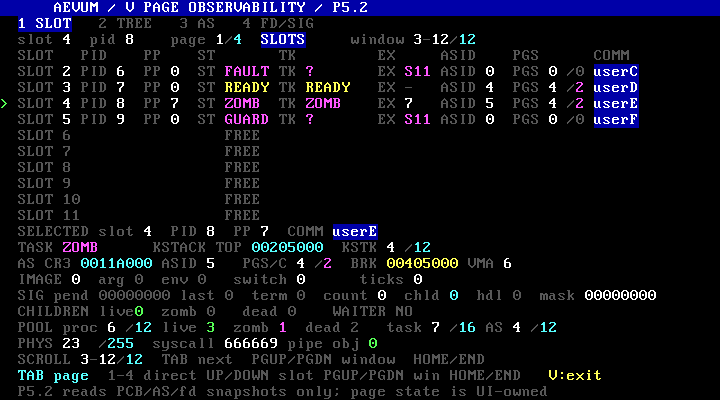 AEVUM / V PAGE OBSERVABILITY / P5.2
1 SLOT 2 TREE 3 AS 4 FD/SIG
slot 4 pid 8 page 1/4 SLOTS window 3-12/12
SLOT PID PP ST TK EX ASID PGS COMM
SLOT 2 PID 6 PP 0 ST FAULT TK ? EX S11 ASID 0 PGS 0 /0 userC
SLOT 3 PID 7 PP 0 ST READY TK READY EX - ASID 4 PGS 4 /2 userD
> SLOT 4 PID 8 PP 7 ST ZOMB TK ZOMB EX 7 ASID 5 PGS 4 /2 userE
SLOT 5 PID 9 PP 0 ST GUARD TK ? EX S11 ASID 0 PGS 0 /0 userF
SLOT 6 FREE
SLOT 7 FREE
SLOT 8 FREE
SLOT 9 FREE
SLOT 10 FREE
SLOT 11 FREE
SELECTED slot 4 PID 8 PP 7 COMM userE
TASK ZOMB KSTACK TOP 00205000 KSTK 4 /12
AS CR3 0011A000 ASID 5 PGS/C 4 /2 BRK 00405000 VMA 6
IMAGE 0 arg 0 env 0 switch 0 ticks 0
SIG pend 00000000 last 0 term 0 count 0 chld 0 hdl 0 mask 00000000
CHILDREN live0 zomb 0 dead 0 WAITER NO
POOL proc 6 /12 live 3 zomb 1 dead 2 task 7 /16 AS 4 /12
PHYS 23 /255 syscall 666669 pipe obj 0
SCROLL 3-12/12 TAB next PGUP/PGDN window HOME/END
TAB page 1-4 direct UP/DOWN slot PGUP/PGDN win HOME/END V:exit
P5.2 reads PCB/AS/fd snapshots only; page state is UI-owned